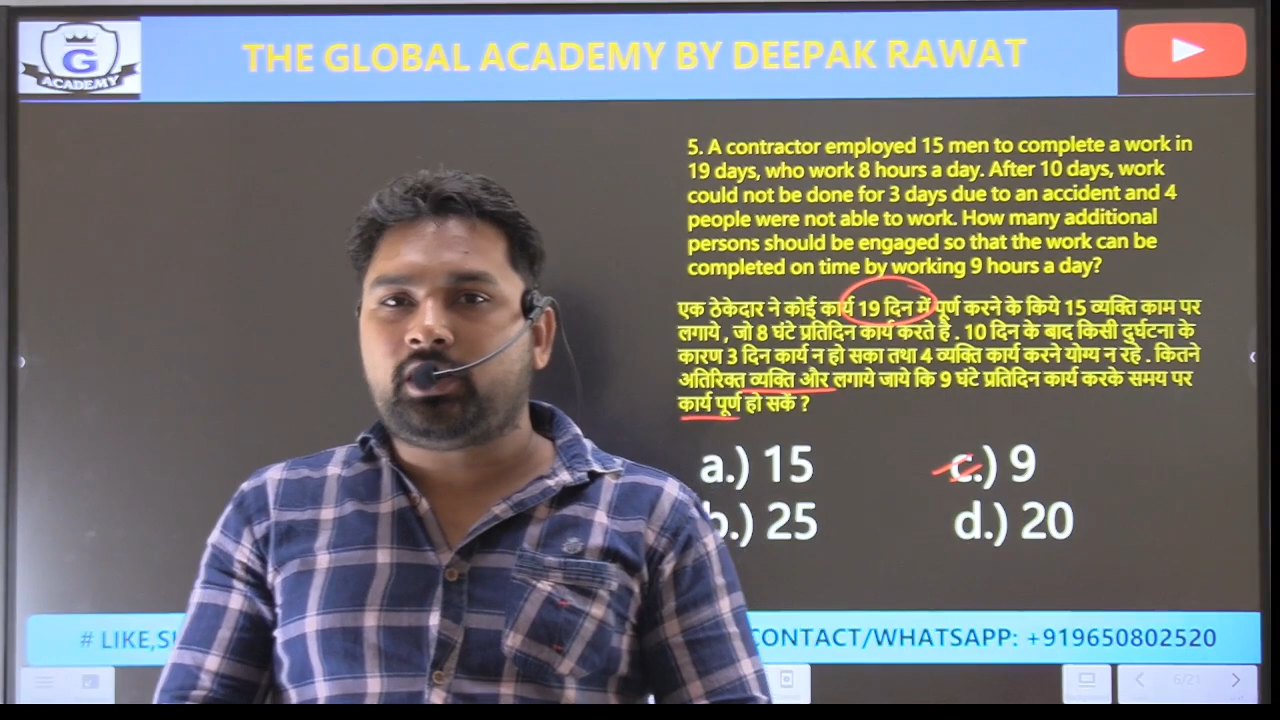 G
ACADEMY
THE GLOBAL ACADEMY BY DEEPAK RAWAT
5. A contractor employed 15 men to complete a work in
19 days, who work 8 hours a day. After 10 days, work
could not be done for 3 days due to an accident and 4
people were not able to work. How many additional
persons should be engaged so that the work can be
completed on time by working 9 hours a day?
एक ठेकेदार ने कोई कार्य 19 दिन में पूर्ण करने के किये 15 व्यक्ति काम पर
लगाये , जो 8 घंटे प्रतिदिन कार्य करते है . 10 दिन के बाद किसी दुर्घटना के
कारण 3 दिन कार्य न हो सका तथा 4 व्यक्ति कार्य करने योग्य न रहे . कितने
अतिरिक्त व्यक्ति और लगाये जाये कि 9 घंटे प्रतिदिन कार्य करके समय पर
कार्य पूर्ण हो सकें ?
a.) 15
c.) 9
b.) 25
d.) 20
# LIKE,
CONTACT/WHATSAPP: +919650802520
6/21